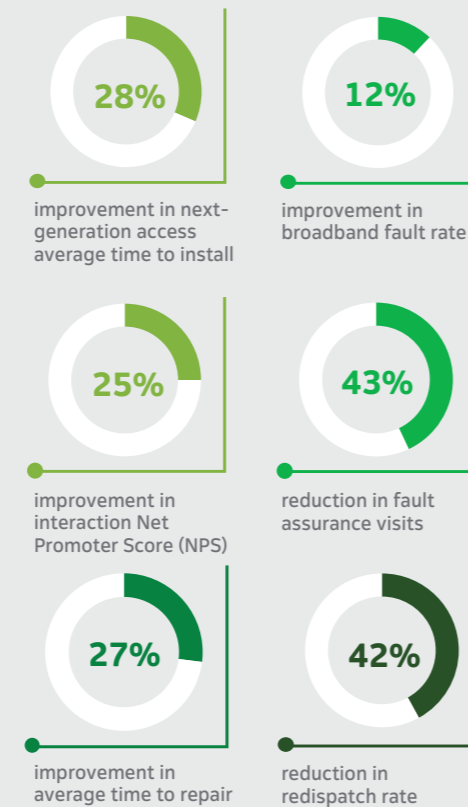 28%
improvement in next-
generation access
average time to install
12%
improvement in
broadband fault rate
25%
improvement in
interaction Net
Promoter Score (NPS)
43%
reduction in fault
assurance visits
27%
improvement in
average time to repair
42%
reduction in
redispatch rate